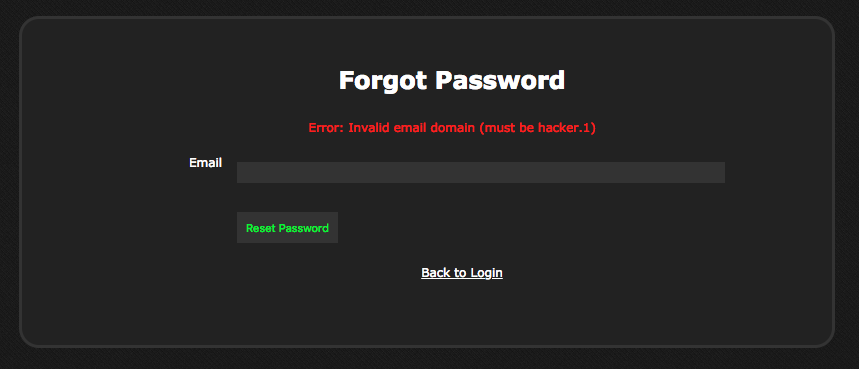 Forgot Password
Error: Invalid email domain (must be hacker.1)
Email
Reset Password
Back to Login